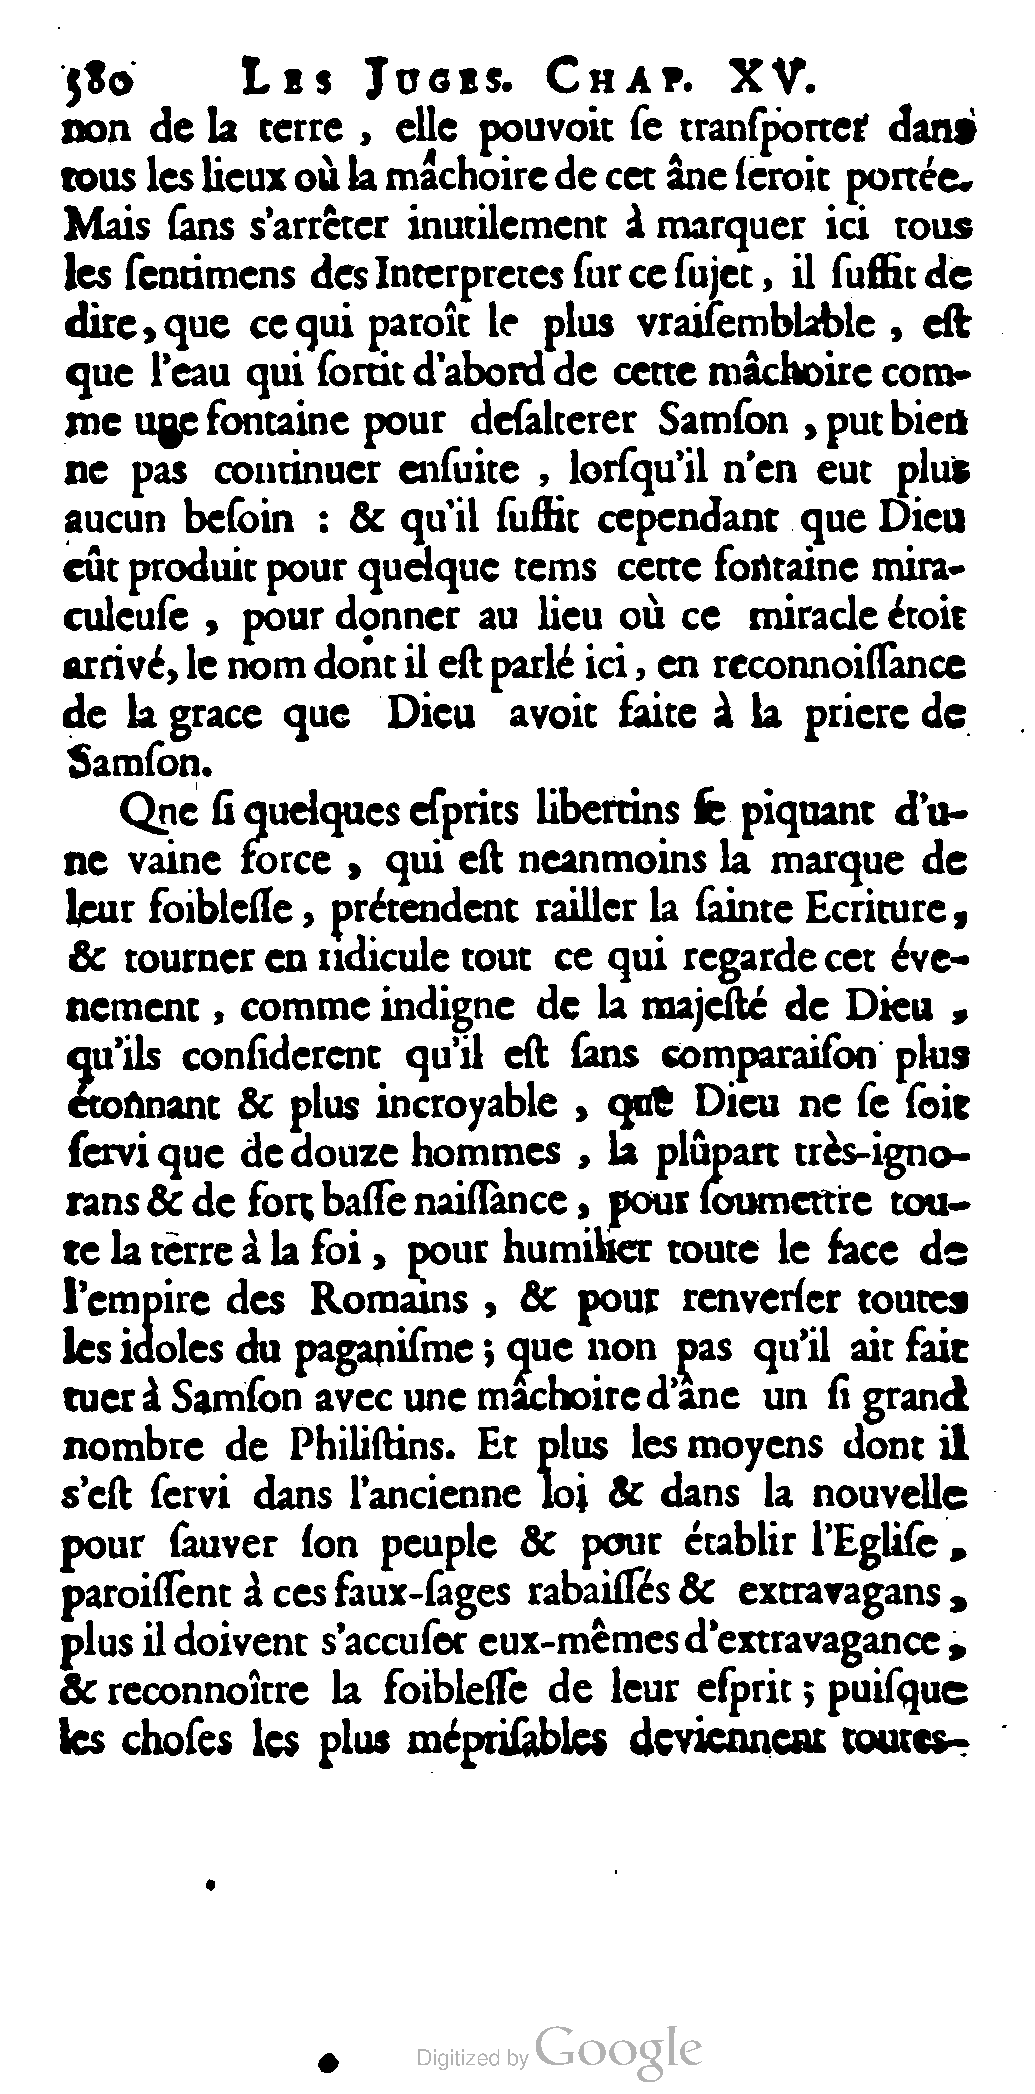 580 LES JUGES. CHAP. XV.
non de la terre , elle pouvoit ſe tranſporter dans
tous les lieux où la mâchoire de cet âne ſeroit portée.
Mais ſans s'arrêter inutilement à marquer ici tous
les ſentimens des Interpretes ſur ce ſujet , il ſuffit de
dire, que ce qui paroît le plus vraiſemblable , eſt
que l'eau qui ſortit d'abord de cette mâchoire com-
me une fontaine pour deſalterer Samſon , put bien
ne pas continuer enſuite , lorſqu'il n'en eut plus
aucun beſoin : & qu'il ſuffit cependant que Dieu
eût produit pour quelque tems cette fontaine mira-
culeuſe , pour donner au lieu où ce miracle étoit
arrivé, le nom dont il eſt parlé ici , en reconnoiſſance
de la grace que Dieu avoit faite à la priere de
Samſon.
Qne ſi quelques eſprits libertins ſe piquant d'u-
ne vaine force , qui eſt neanmoins la marque de
leur foibleſſe , prétendent railler la ſainte Ecriture ,
& tourner en ridicule tout ce qui regarde cet éve-
nement , comme indigne de la majeſté de Dieu ,
qu'ils conſiderent qu'il eſt ſans comparaiſon plus
étonnant & plus incroyable , que Dieu ne ſe ſoit
ſervi que de douze hommes , la plûpart très-igno-
rans & de fort baſſe naiſſance , pour ſoumettre tou-
te la terre à la foi , pour humilier toute le face de
l'empire des Romains , & pour renverſer toutes
les idoles du paganiſme ; que non pas qu'il ait fait
tuer à Samſon avec une mâchoire d'âne un ſi grand
nombre de Philiſtins. Et plus les moyens dont il
s'eſt ſervi dans l'ancienne loi & dans la nouvelle
pour ſauver ſon peuple & pour établir l'Egliſe ,
paroiſſent à ces faux-ſages rabaiſſés & extravagans ,
plus il doivent s'accuſer eux-mêmes d'extravagance ,
& reconnoître la foibleſſe de leur eſprit ; puiſque
les choſes les plus mépriſables deviennent toutes-
Digitized by Google